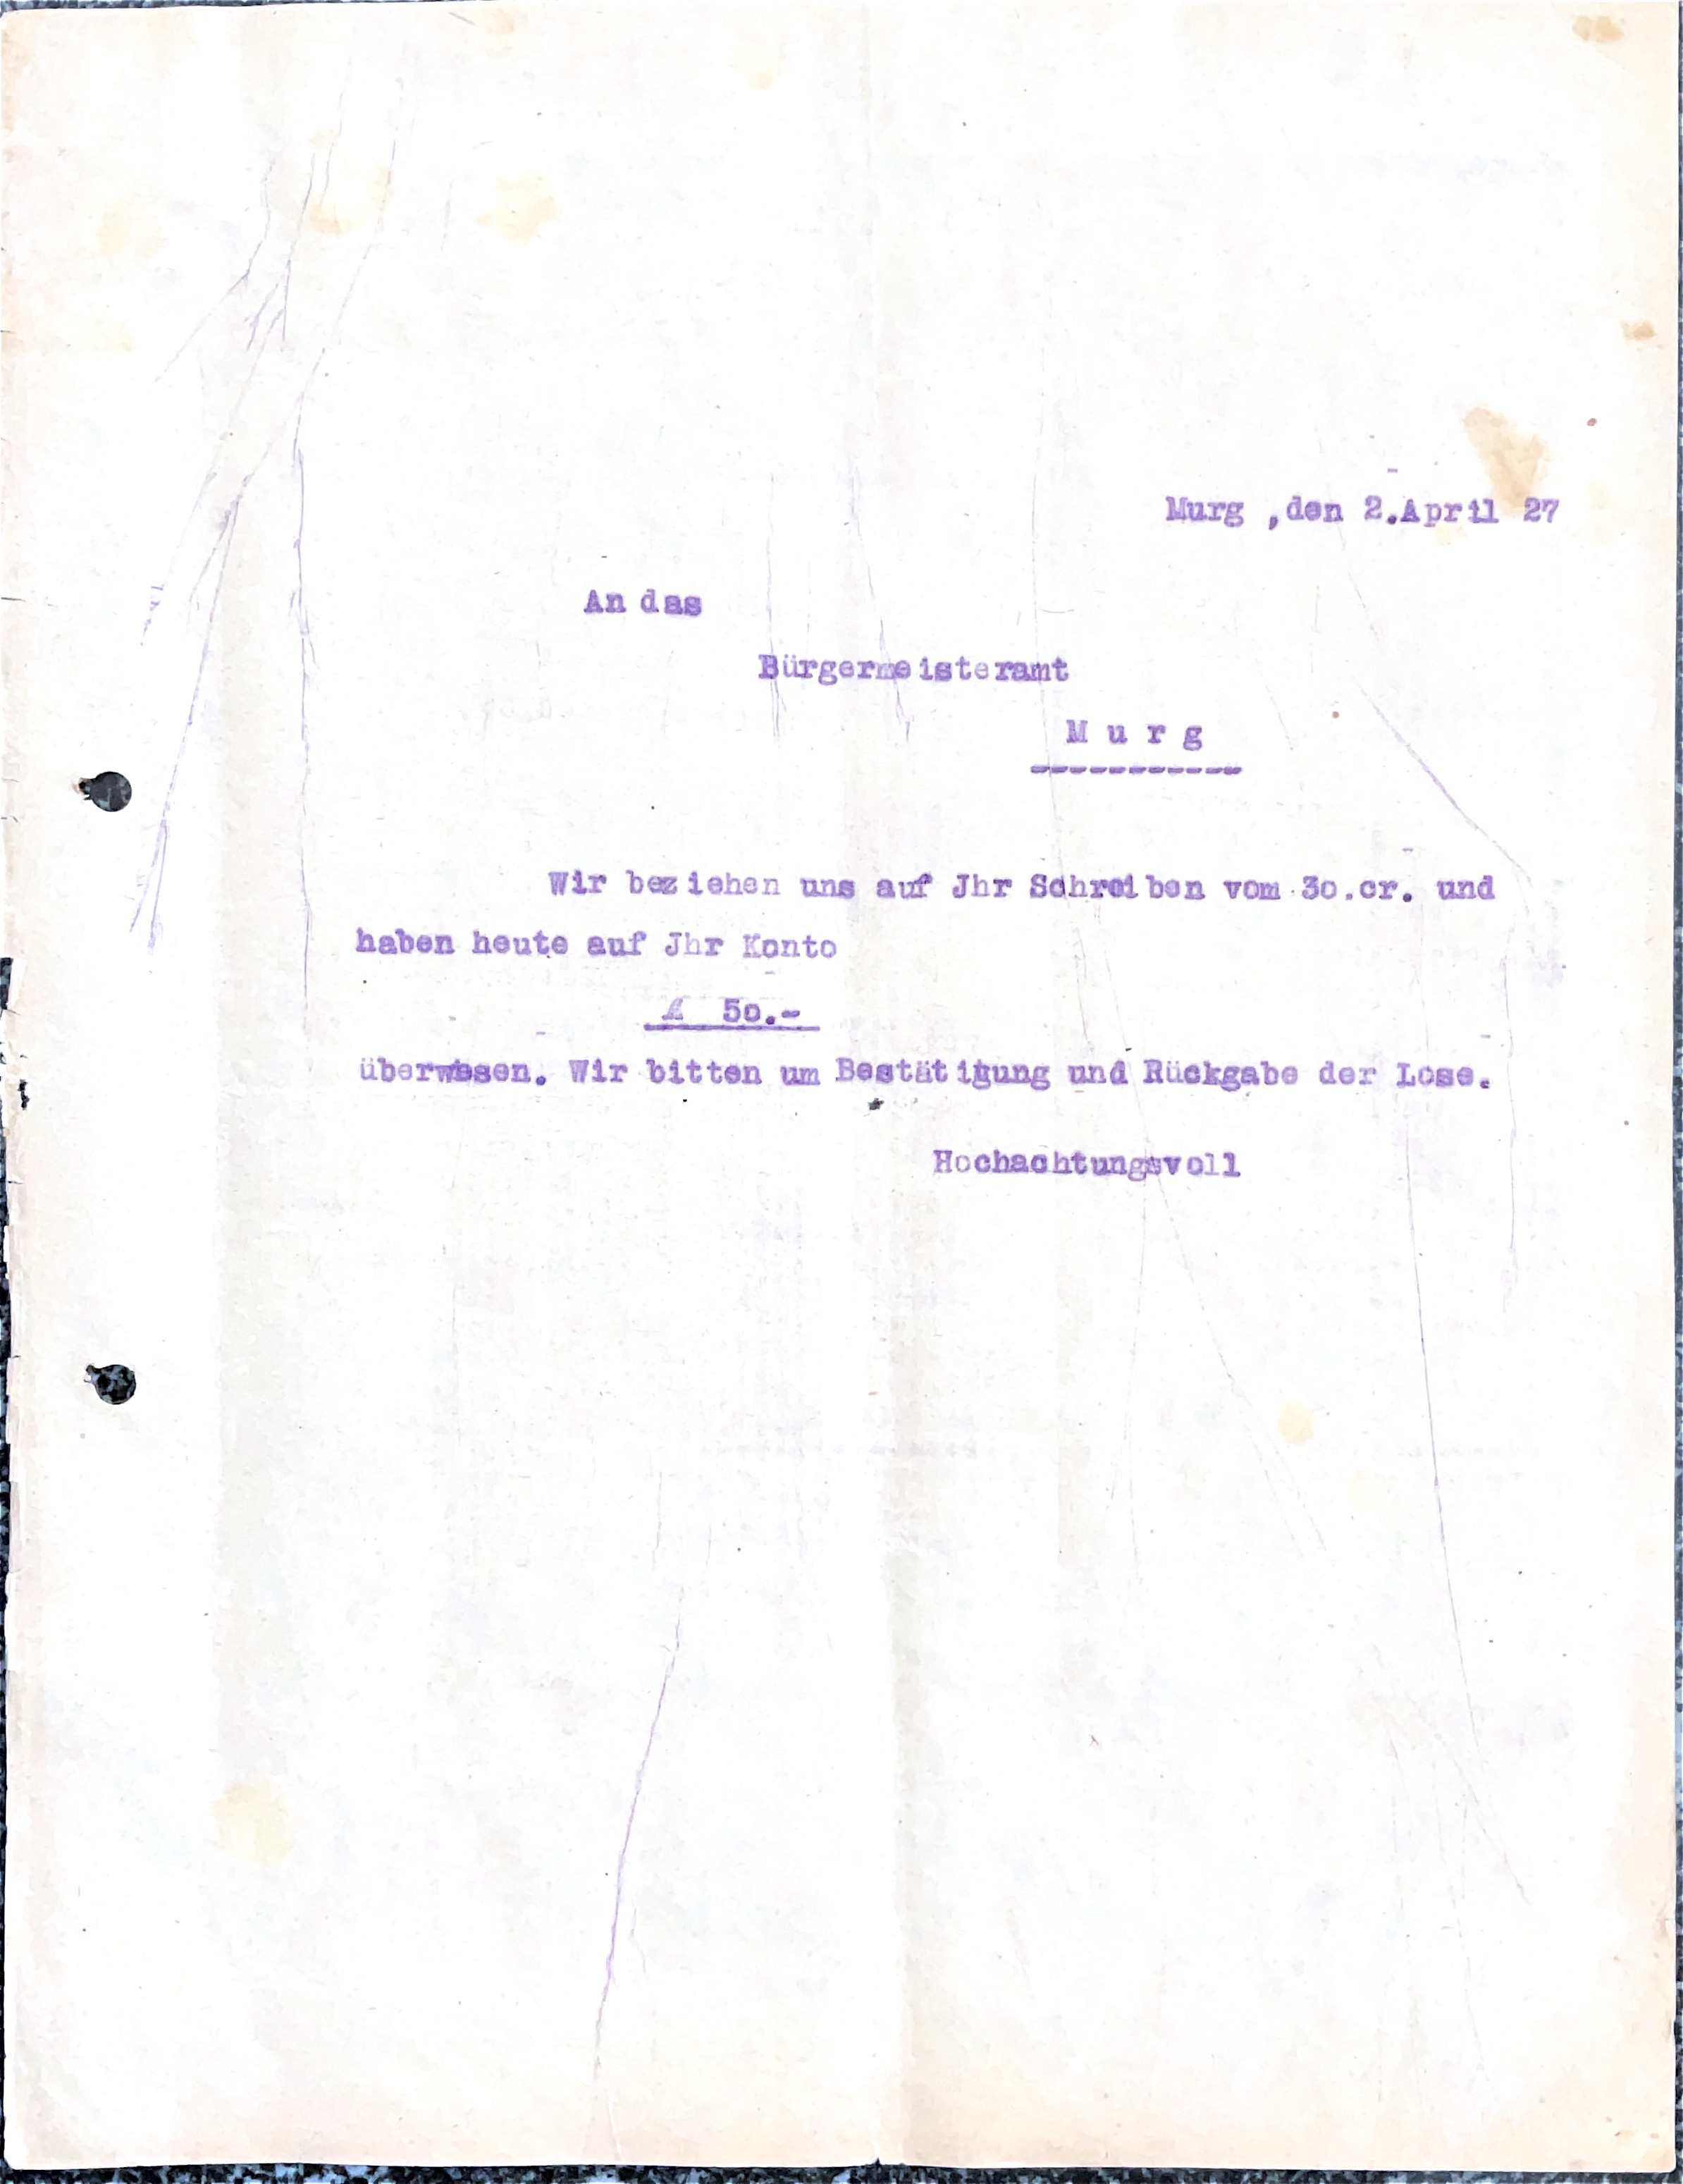 Murg ,den 2.April 27
An das
Bürgermeisteramt
M u r g
-----------
Wir beziehen uns auf Jhr Schreiben vom 3o.cr. und
haben heute auf Jhr Konto
5o.-
überwesen. Wir bitten um Bestätigung und Rückgabe der Lose.
Hochachtungsvoll